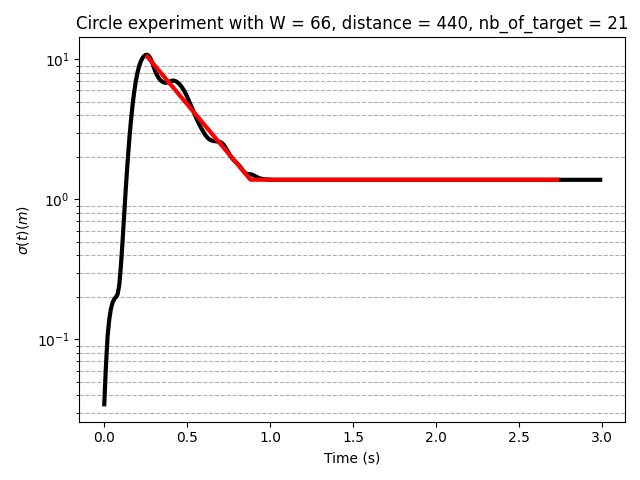 Circle experiment with W = 66, distance = 440, nb_of_target = 21
σ(t)(m)
10¹
10⁰
10⁻¹
0.0 0.5 1.0 1.5 2.0 2.5 3.0
Time (s)